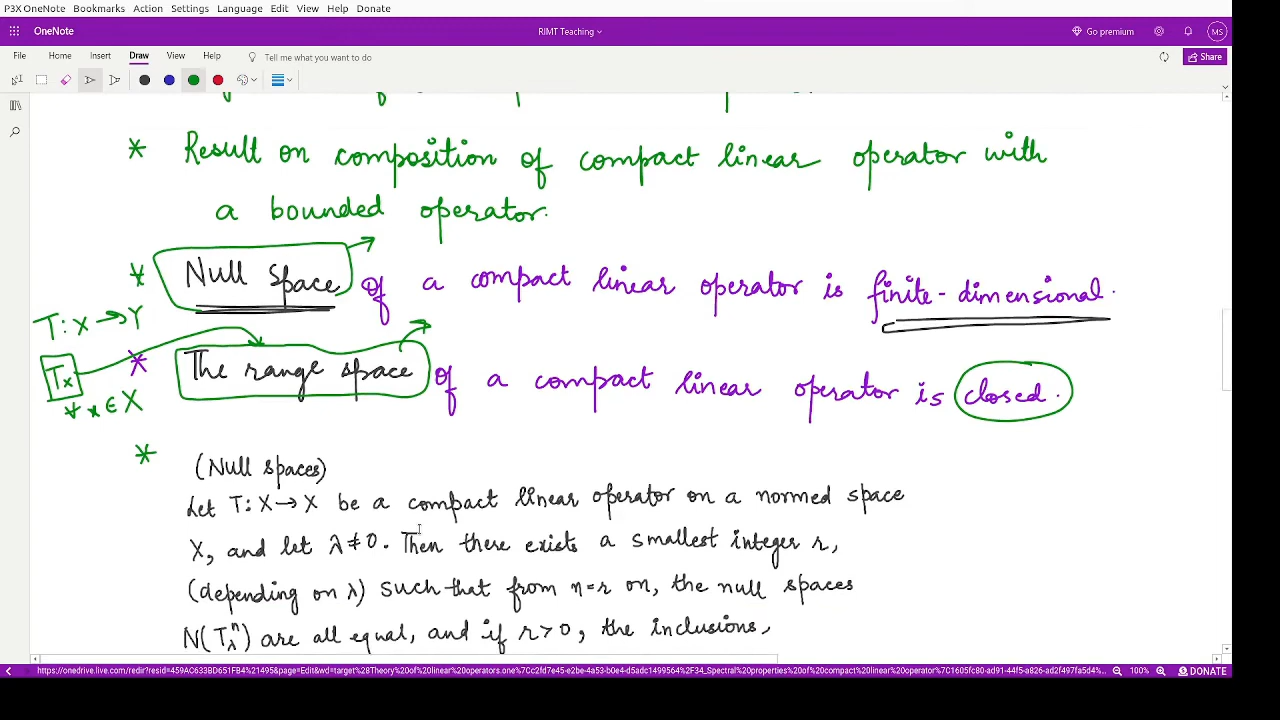 P3X OneNote Bookmarks Action Settings Language Edit View Help Donate
OneNote
RIMT Teaching
Go premium
MS
File Home Insert Draw View Help Tell me what you want to do
Share
* Result on composition of compact linear operator with
a bounded operator.
* Null space of a compact linear operator is finite-dimensional.
T: X → Y
* The range space of a compact linear operator is closed.
Tx
∀ x ∈ X
*
(Null spaces)
Let T: X → X be a compact linear operator on a normed space
X, and let λ ≠ 0. Then there exists a smallest integer r,
(depending on λ) such that from n=r on, the null spaces
N(T_λ^n) are all equal, and if r > 0, the inclusions,
100%
DONATE